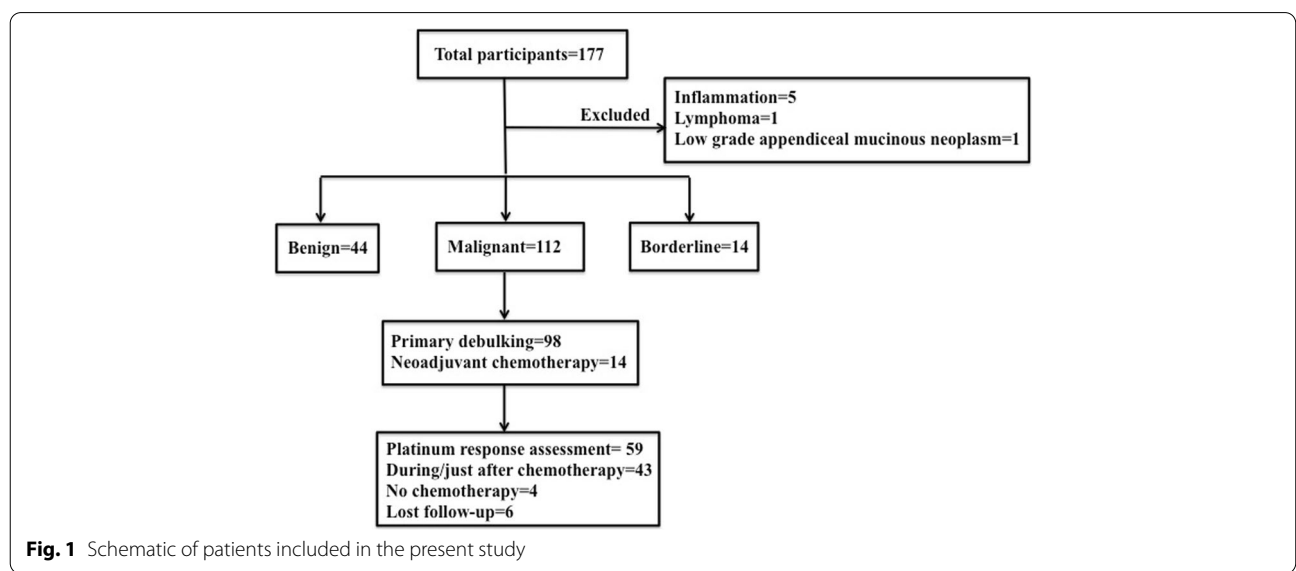 Total participants=177
Excluded
Inflammation=5
Lymphoma=1
Low grade appendiceal mucinous neoplasm=1
Benign=44
Malignant=112
Borderline=14
Primary debulking=98
Neoadjuvant chemotherapy=14
Platinum response assessment= 59
During/just after chemotherapy=43
No chemotherapy=4
Lost follow-up=6
Fig. 1 Schematic of patients included in the present study